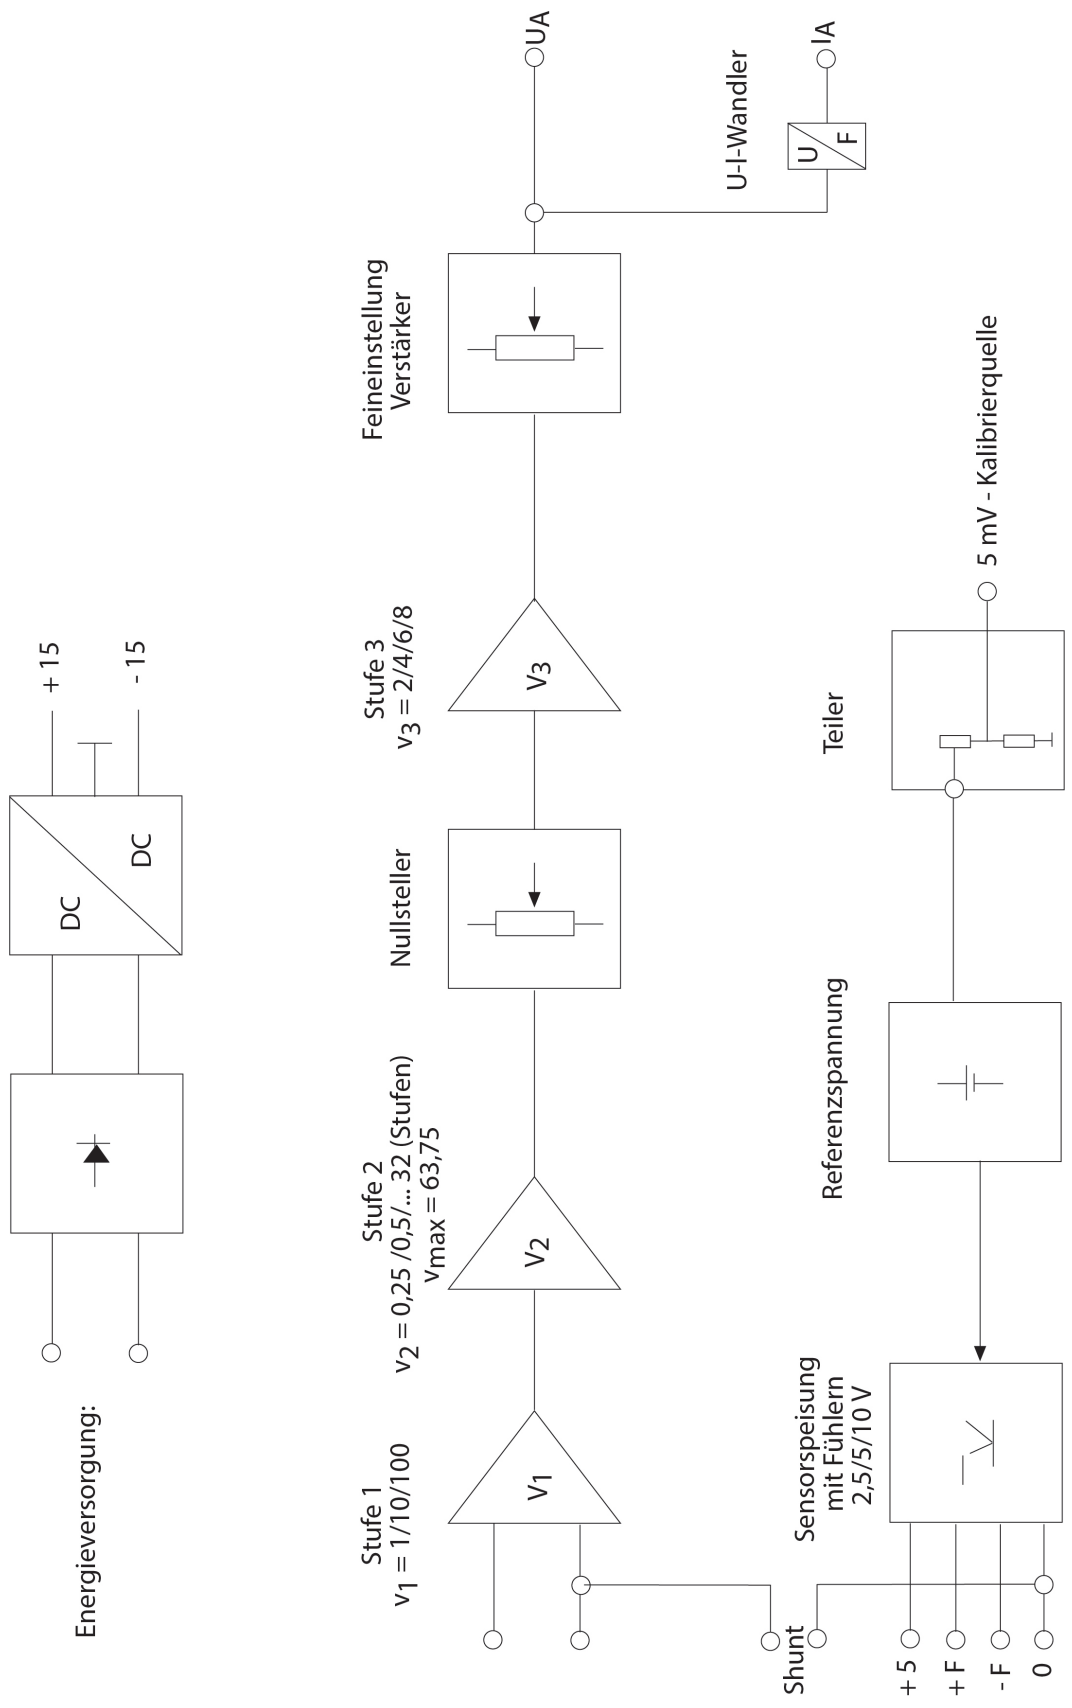 Energieversorgung:
DC
DC
+ 15
- 15
Stufe 1
v1 = 1/10/100
V1
Stufe 2
v2 = 0,25 /0,5/... 32 (Stufen)
vmax = 63,75
V2
Nullsteller
Stufe 3
v3 = 2/4/6/8
V3
Feineinstellung
Verstärker
UA
U-I-Wandler
U
F
IA
Shunt
+ 5
+ F
- F
0
Sensorspeisung
mit Fühlern
2,5/5/10 V
Referenzspannung
Teiler
5 mV - Kalibrierquelle